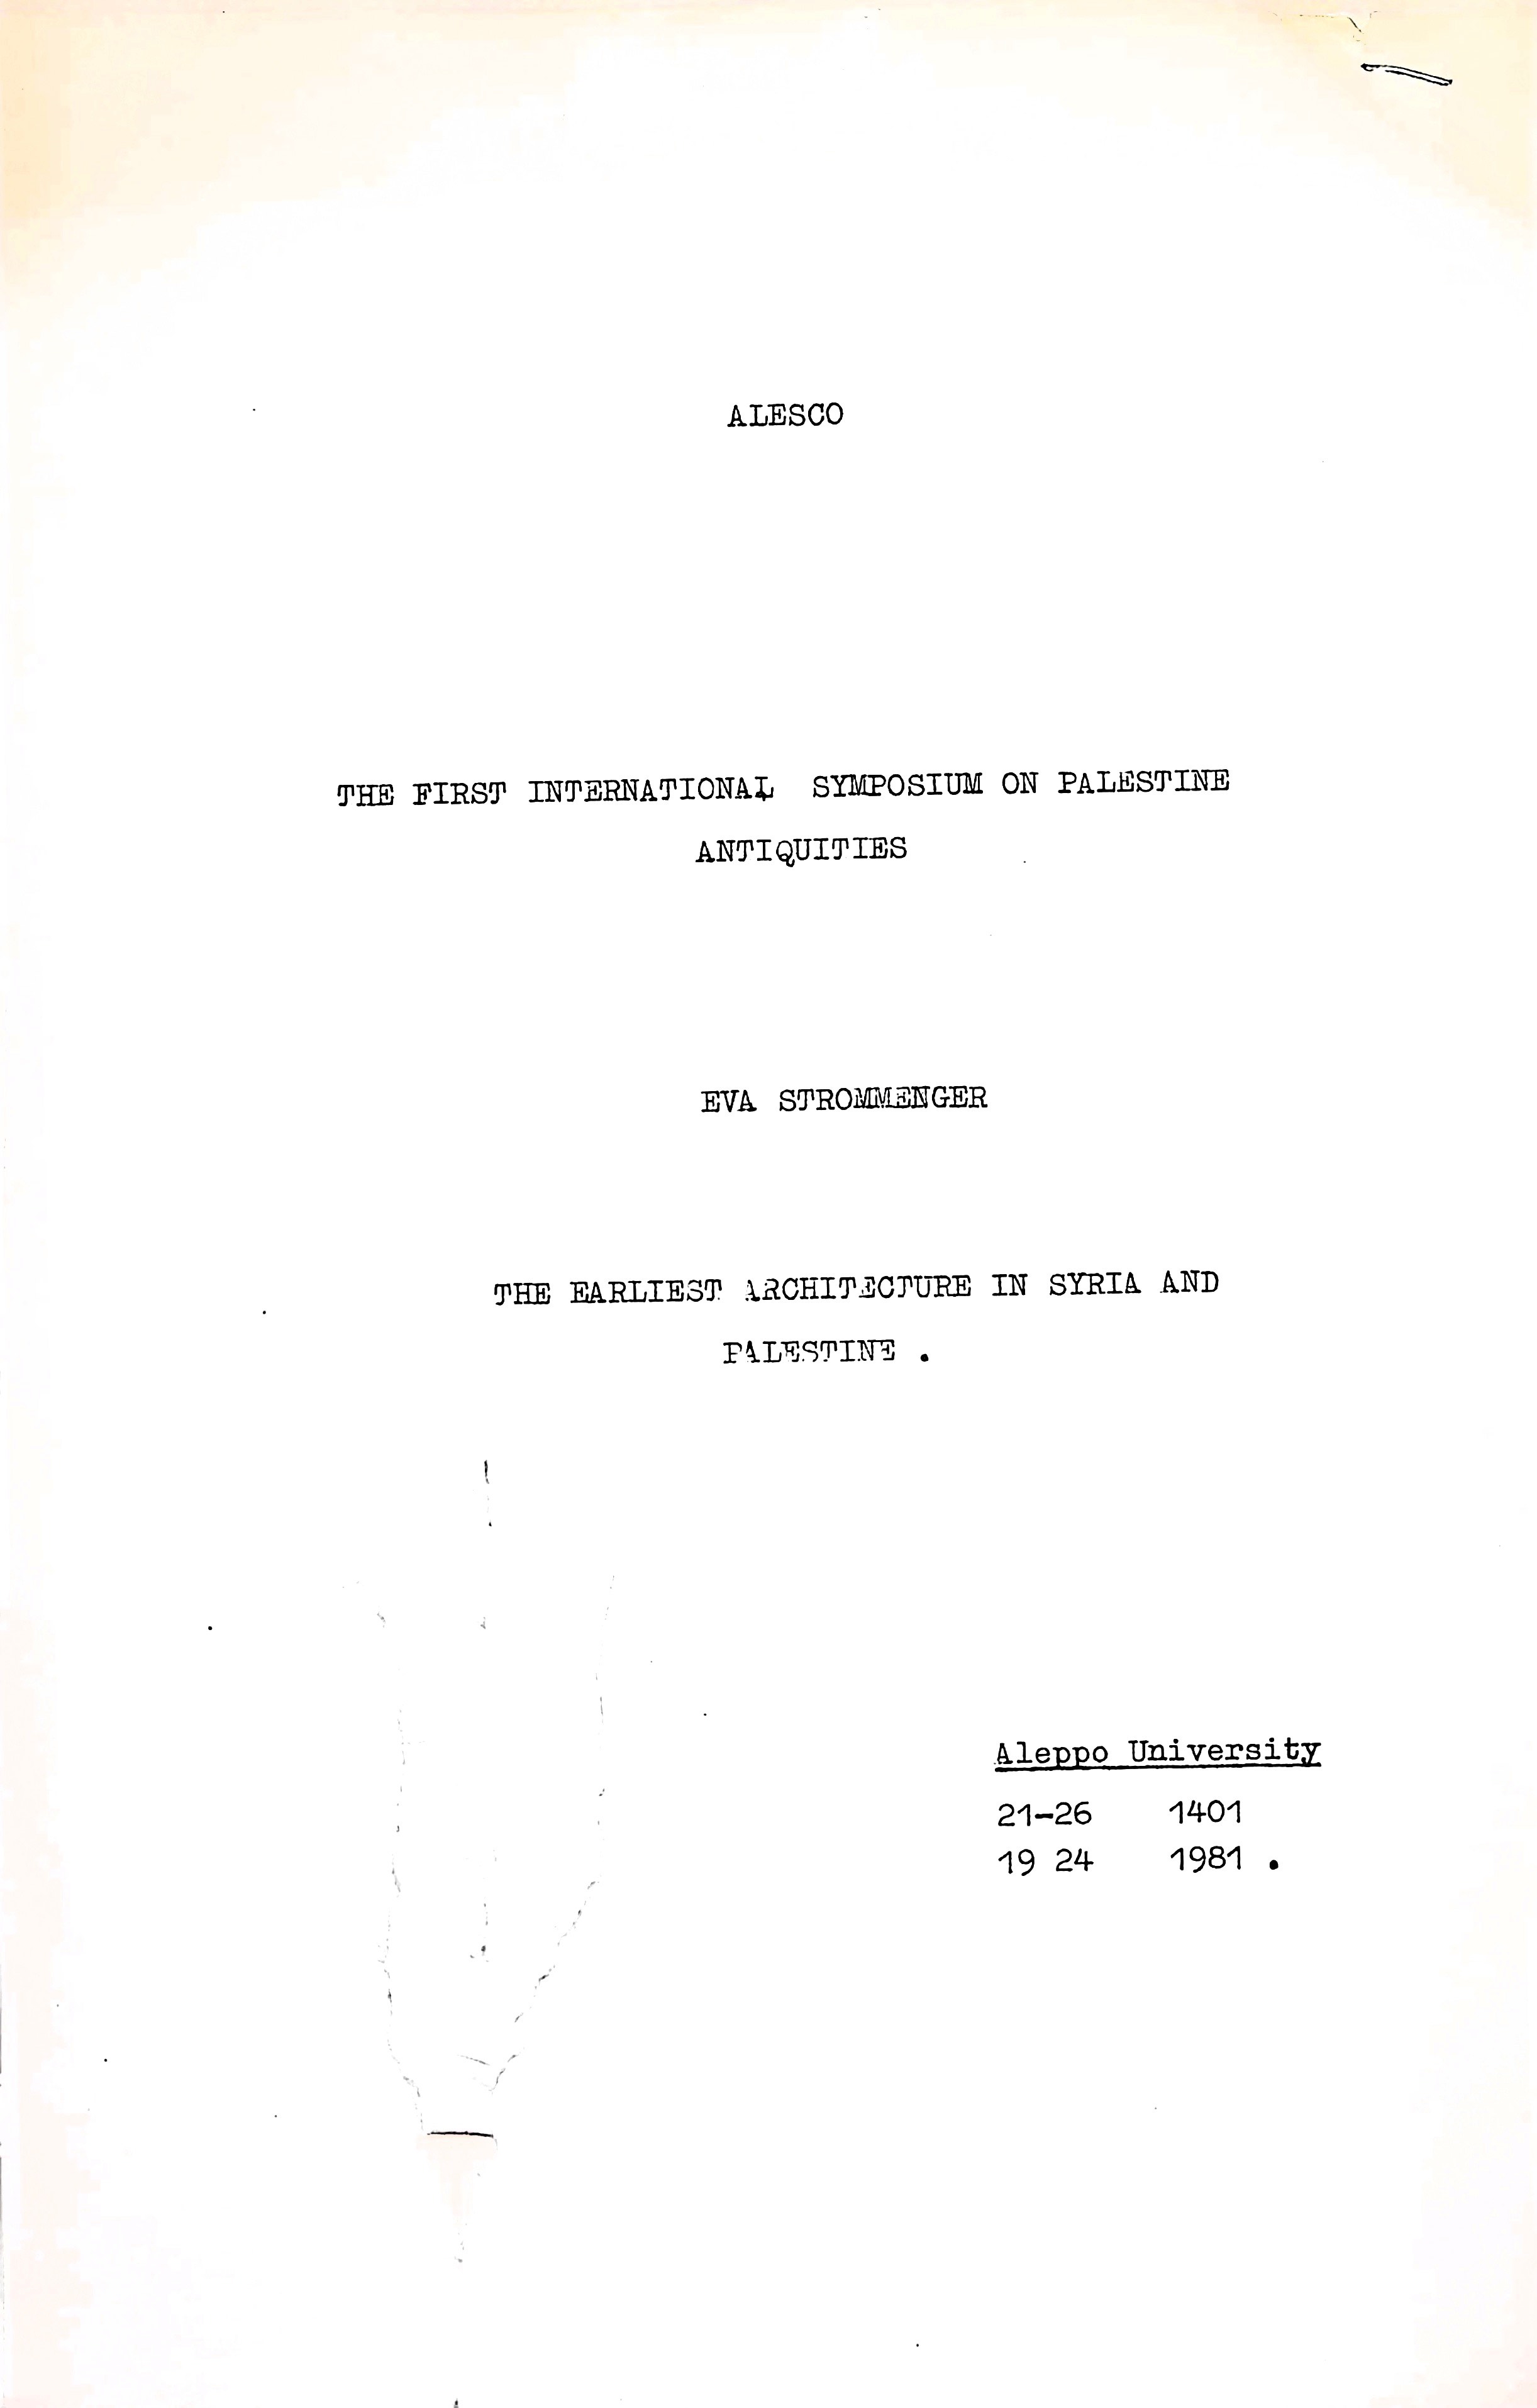 ALESCO
THE FIRST INTERNATIONAL SYMPOSIUM ON PALESTINE
ANTIQUITIES
EVA STROMMENGER
THE EARLIEST ARCHITECTURE IN SYRIA AND
PALESTINE .
Aleppo University
21-26 1401
19 24 1981 .